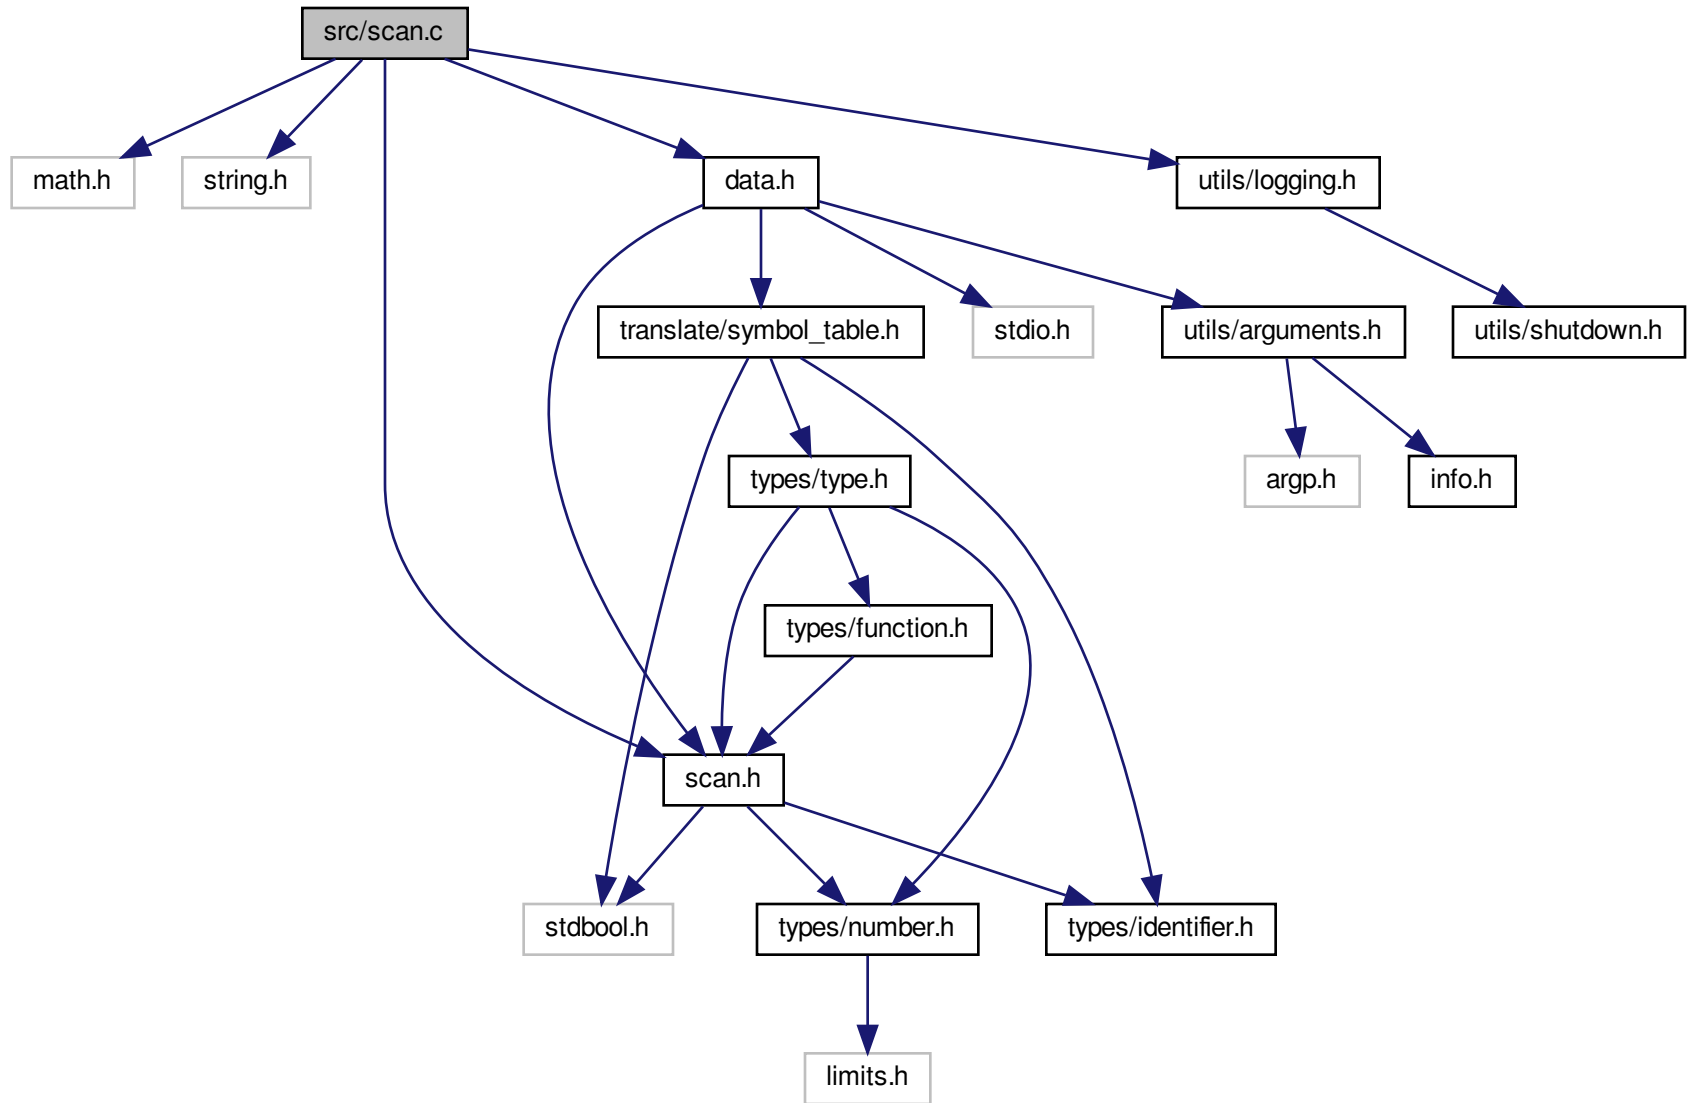 src/scan.c
math.h
string.h
data.h
utils/logging.h
translate/symbol_table.h
stdio.h
utils/arguments.h
utils/shutdown.h
types/type.h
argp.h
info.h
types/function.h
scan.h
stdbool.h
types/number.h
types/identifier.h
limits.h